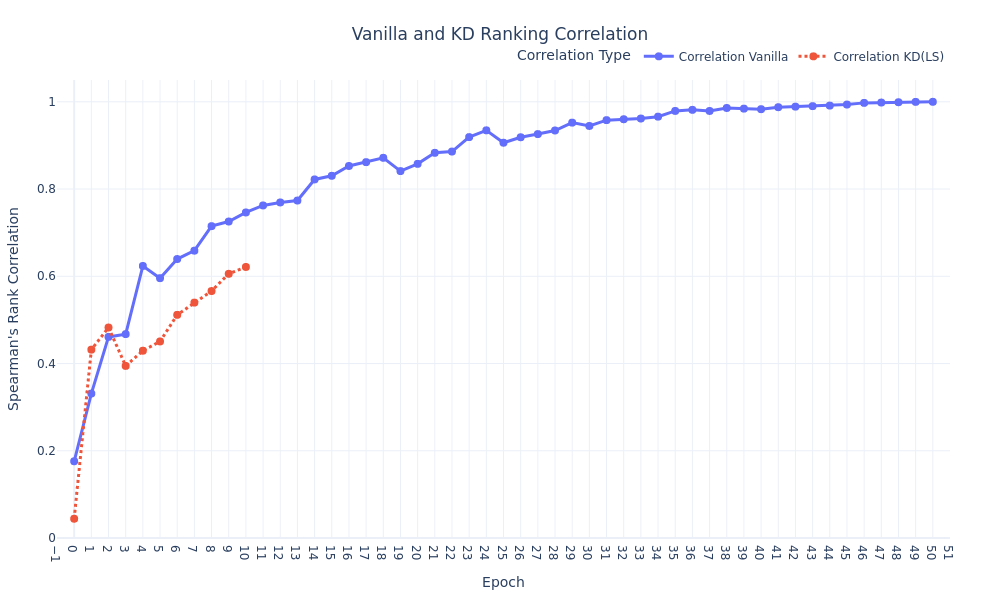 Vanilla and KD Ranking Correlation
Correlation Type Correlation Vanilla Correlation KD(LS)
1
0.8
0.6
0.4
0.2
0
Spearman's Rank Correlation
−1 0 1 2 3 4 5 6 7 8 9 10 11 12 13 14 15 16 17 18 19 20 21 22 23 24 25 26 27 28 29 30 31 32 33 34 35 36 37 38 39 40 41 42 43 44 45 46 47 48 49 50 51
Epoch